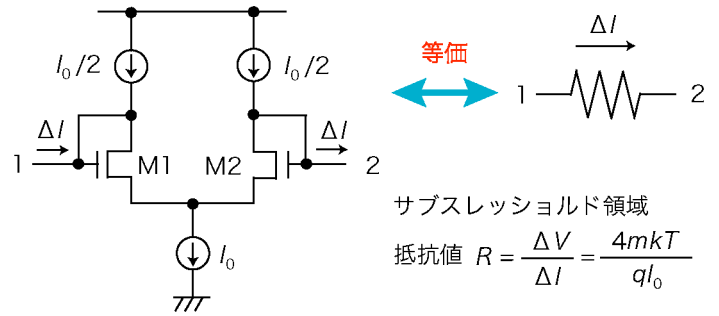 I₀/2
I₀/2
ΔI
1
M1
M2
ΔI
2
I₀
等価
ΔI
1
2
サブスレッショルド領域
抵抗値 R = ΔV/ΔI = 4mkT/qI₀